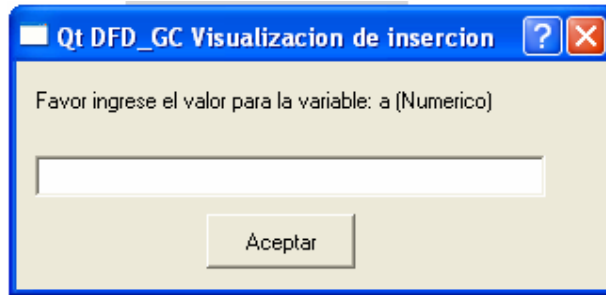 Qt DFD_GC Visualizacion de insercion
Favor ingrese el valor para la variable: a (Numerico)
Aceptar